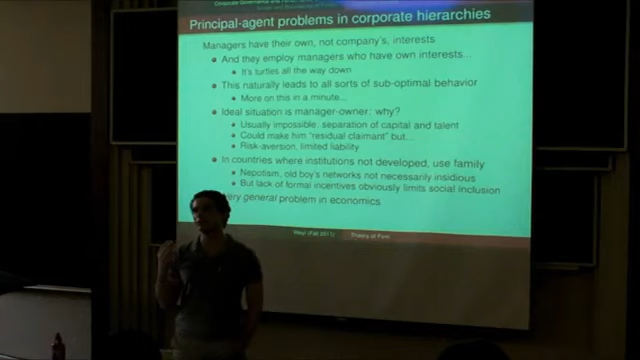 Principal-agent problems in corporate hierarchies
Managers have their own, not company's, interests
And they employ managers who have own interests...
It's turtles all the way down
This naturally leads to all sorts of sub-optimal behavior
More on this in a minute...
Ideal situation is manager-owner: why?
Usually impossible: separation of capital and talent
Could make him "residual claimant" but...
Risk-aversion, limited liability
In countries where institutions not developed, use family
Nepotism, old boy's networks not necessarily insidious
But lack of formal incentives obviously limits social inclusion
Very general problem in economics
Weyl (Fall 2011) Theory of Firm